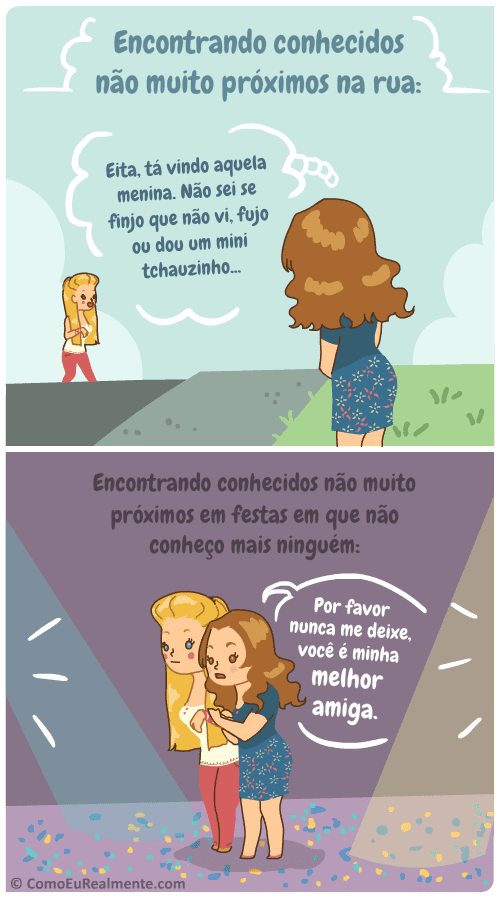 Encontrando conhecidos
não muito próximos na rua:
Eita, tá vindo aquela
menina. Não sei se
finjo que não vi, fujo
ou dou um mini
tchauzinho...
Encontrando conhecidos não muito
próximos em festas em que não
conheço mais ninguém:
Por favor
nunca me deixe,
você é minha
melhor
amiga.
© ComoEuRealmente.com